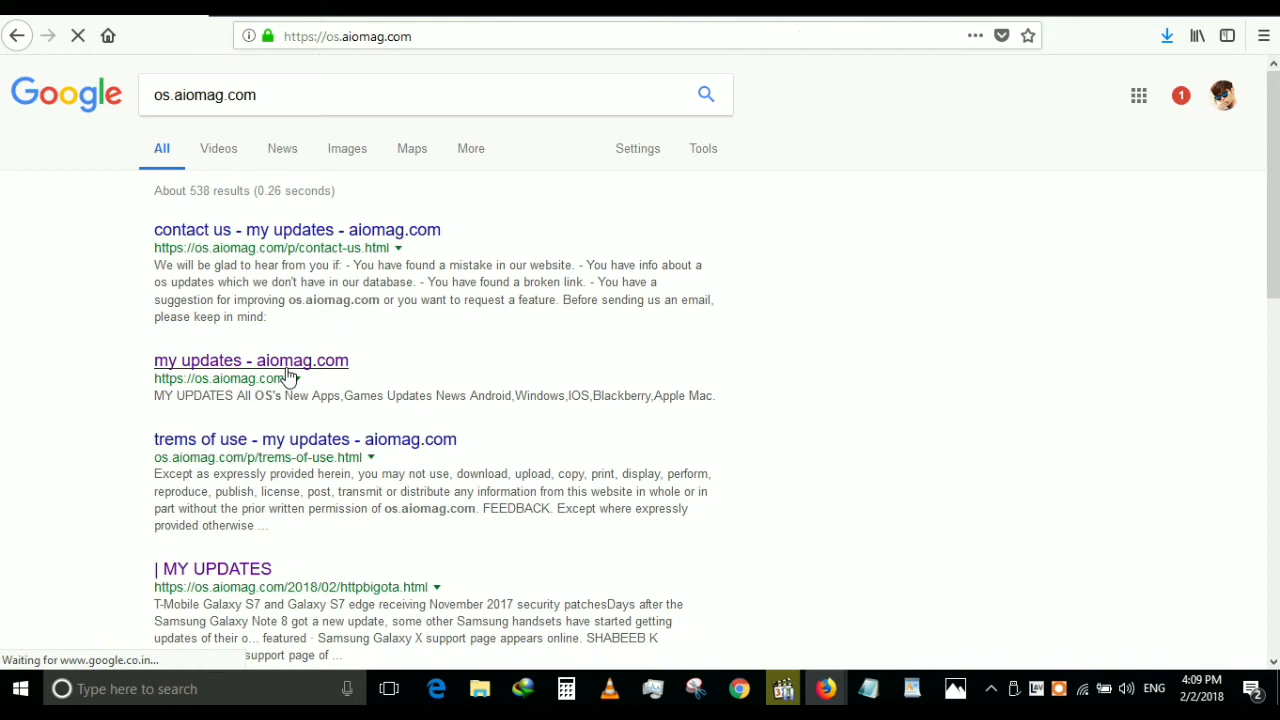 https://os.aiomag.com
Google
os.aiomag.com
1
All Videos News Images Maps More Settings Tools
About 538 results (0.26 seconds)
contact us - my updates - aiomag.com
https://os.aiomag.com/p/contact-us.html
We will be glad to hear from you if: - You have found a mistake in our website. - You have info about a
os updates which we don't have in our database. - You have found a broken link. - You have a
suggestion for improving os.aiomag.com or you want to request a feature. Before sending us an email,
please keep in mind:
my updates - aiomag.com
https://os.aiomag.com
MY UPDATES All OS's New Apps,Games Updates News Android,Windows,IOS,Blackberry,Apple Mac.
trems of use - my updates - aiomag.com
os.aiomag.com/p/trems-of-use.html
Except as expressly provided herein, you may not use, download, upload, copy, print, display, perform,
reproduce, publish, license, post, transmit or distribute any information from this website in whole or in
part without the prior written permission of os.aiomag.com. FEEDBACK. Except where expressly
provided otherwise ...
| MY UPDATES
https://os.aiomag.com/2018/02/httpbigota.html
T-Mobile Galaxy S7 and Galaxy S7 edge receiving November 2017 security patchesDays after the
Samsung Galaxy Note 8 got a new update, some other Samsung handsets have started getting
updates of their o... featured · Samsung Galaxy X support page appears online. SHABEEB K
support page of ...
Waiting for www.google.co.in...
Type here to search
ENG
4:09 PM
2/2/2018
2